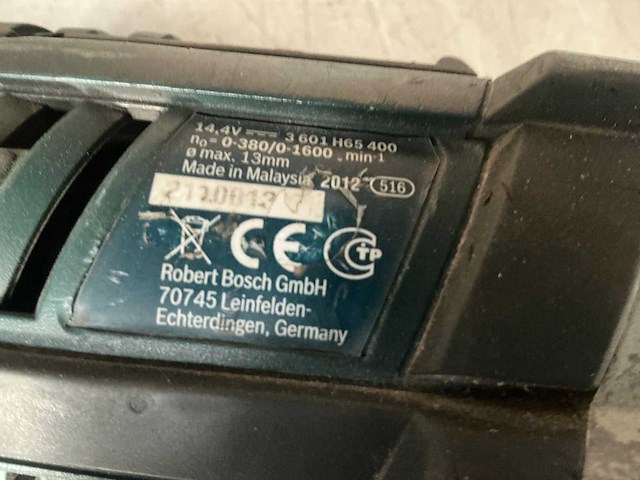 14,4V ⎓ 3 601 H65 400
n₀= 0-380/0-1600 . min⁻¹
ø max. 13mm
Made in Malaysia 2012 516
CE
Robert Bosch GmbH
70745 Leinfelden-
Echterdingen, Germany